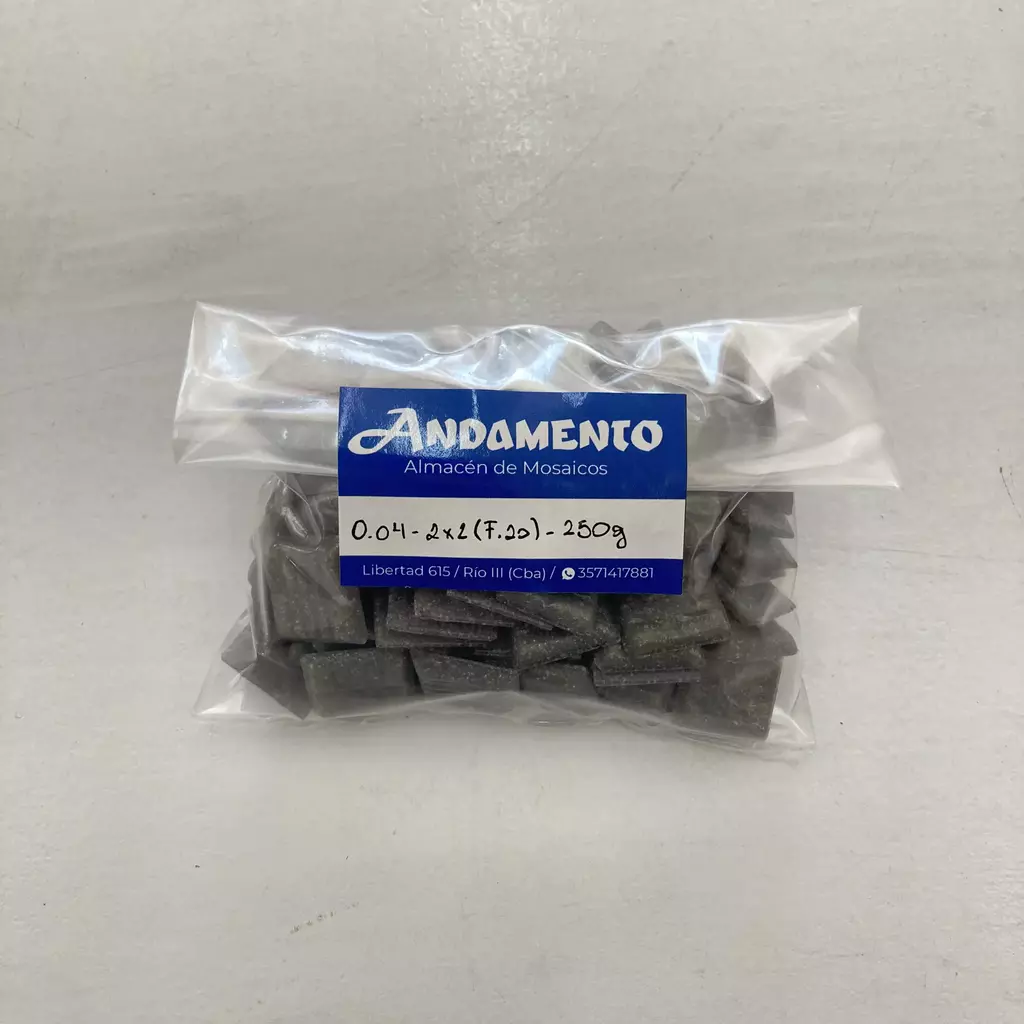 ANDAMENTO
Almacén de Mosaicos
0.04 - 2x2 (F.20) - 250g
Libertad 615 / Río III (Cba) / 3571417881